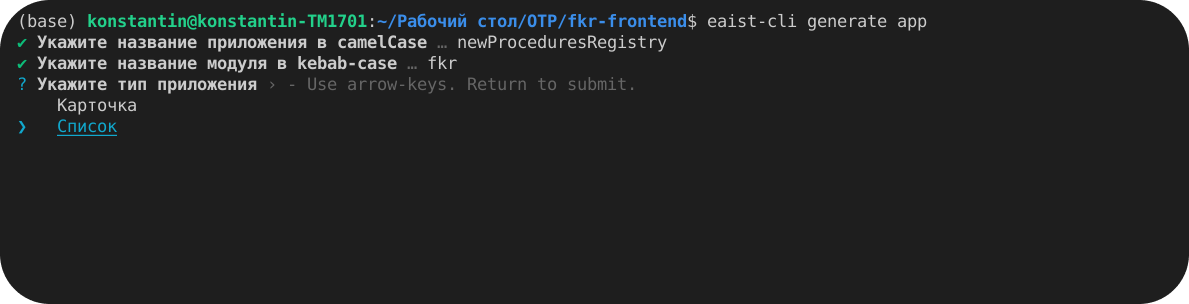 (base) konstantin@konstantin-TM1701:~/Рабочий стол/OTP/fkr-frontend$ eaist-cli generate app
✔ Укажите название приложения в camelCase … newProceduresRegistry
✔ Укажите название модуля в kebab-case … fkr
? Укажите тип приложения › - Use arrow-keys. Return to submit.
Карточка
❯ Список